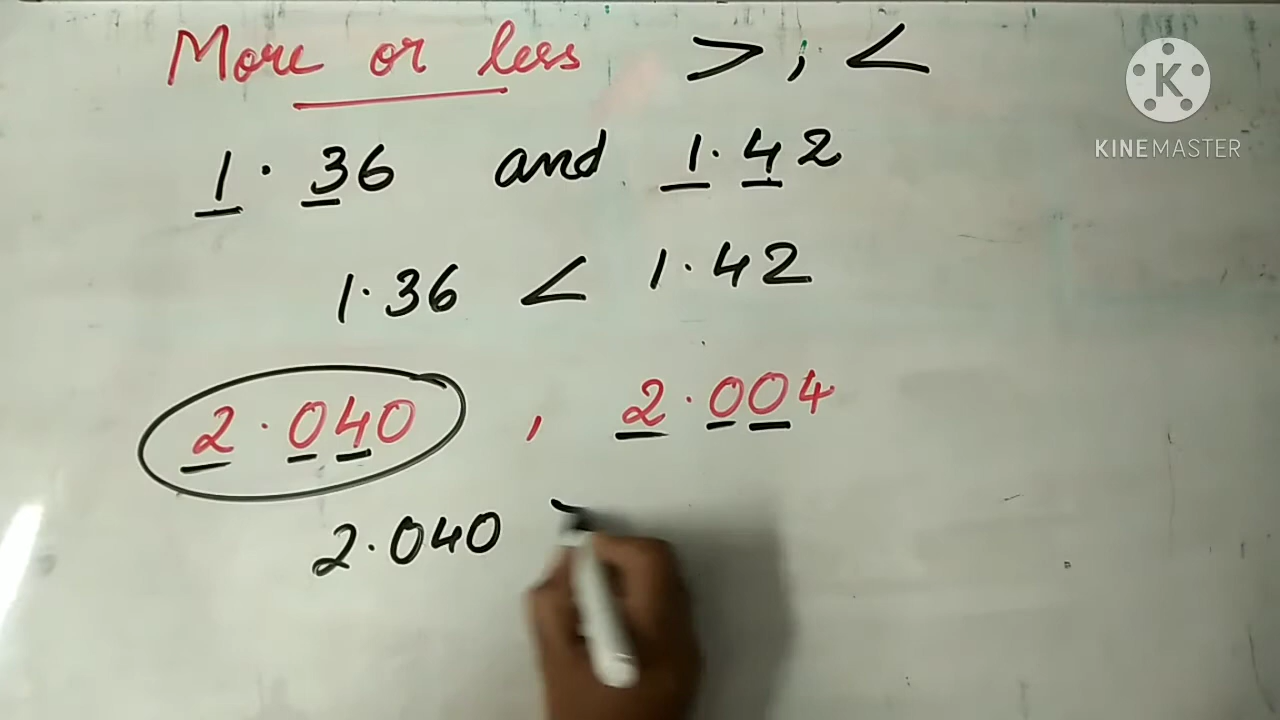 More or less >, <
K
KINEMASTER
1.36 and 1.42
1.36 < 1.42
2.040 , 2.004
2.040